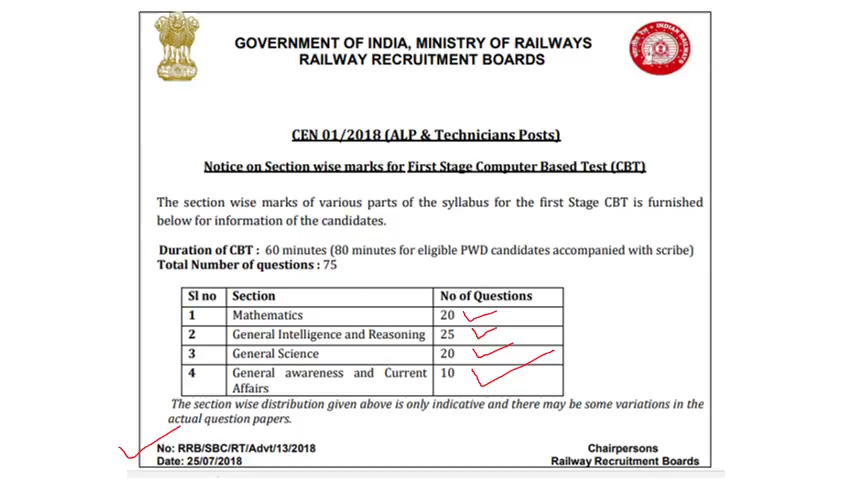 GOVERNMENT OF INDIA, MINISTRY OF RAILWAYS
RAILWAY RECRUITMENT BOARDS
CEN 01/2018 (ALP & Technicians Posts)
Notice on Section wise marks for First Stage Computer Based Test (CBT)
The section wise marks of various parts of the syllabus for the first Stage CBT is furnished
below for information of the candidates.
Duration of CBT : 60 minutes (80 minutes for eligible PWD candidates accompanied with scribe)
Total Number of questions : 75
Sl no Section No of Questions
1 Mathematics 20
2 General Intelligence and Reasoning 25
3 General Science 20
4 General awareness and Current 10
Affairs
The section wise distribution given above is only indicative and there may be some variations in the
actual question papers.
No: RRB/SBC/RT/Advt/13/2018 Chairpersons
Date: 25/07/2018 Railway Recruitment Boards